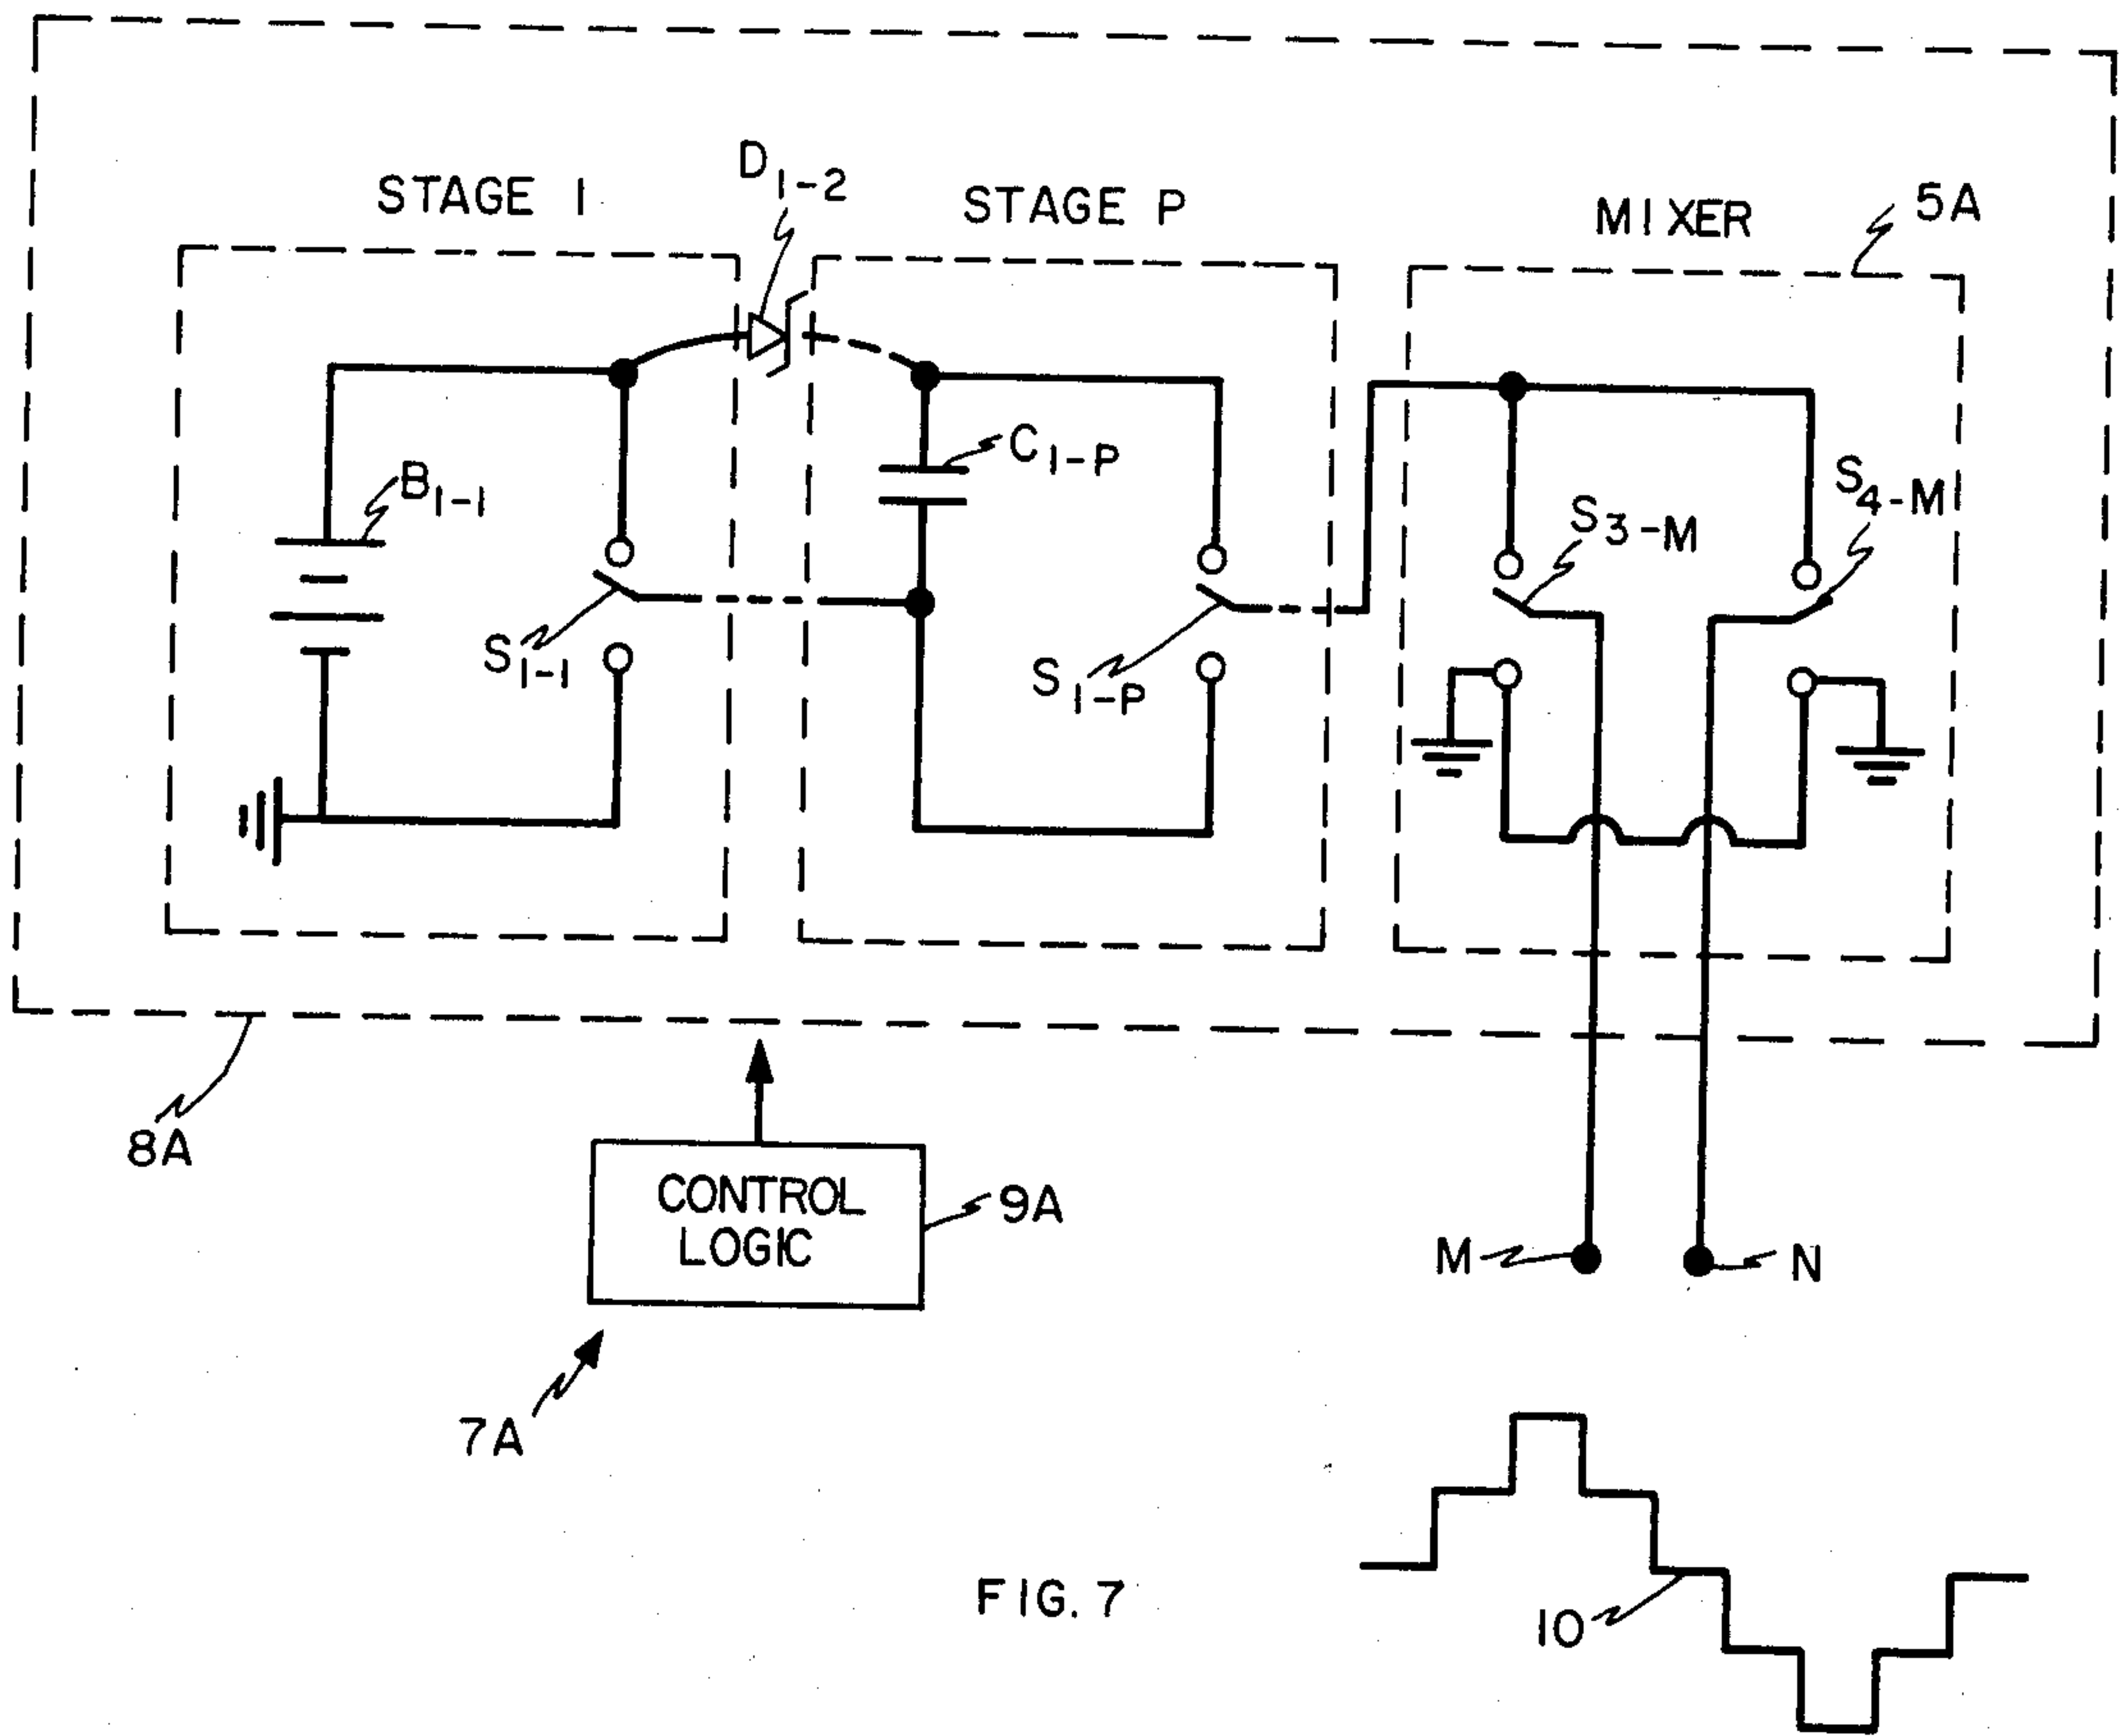 STAGE 1
D1-2
STAGE P
MIXER
5A
B1-1
C1-P
S1-1
S1-P
S3-M
S4-M
8A
CONTROL
LOGIC
9A
7A
M
N
10
FIG. 7